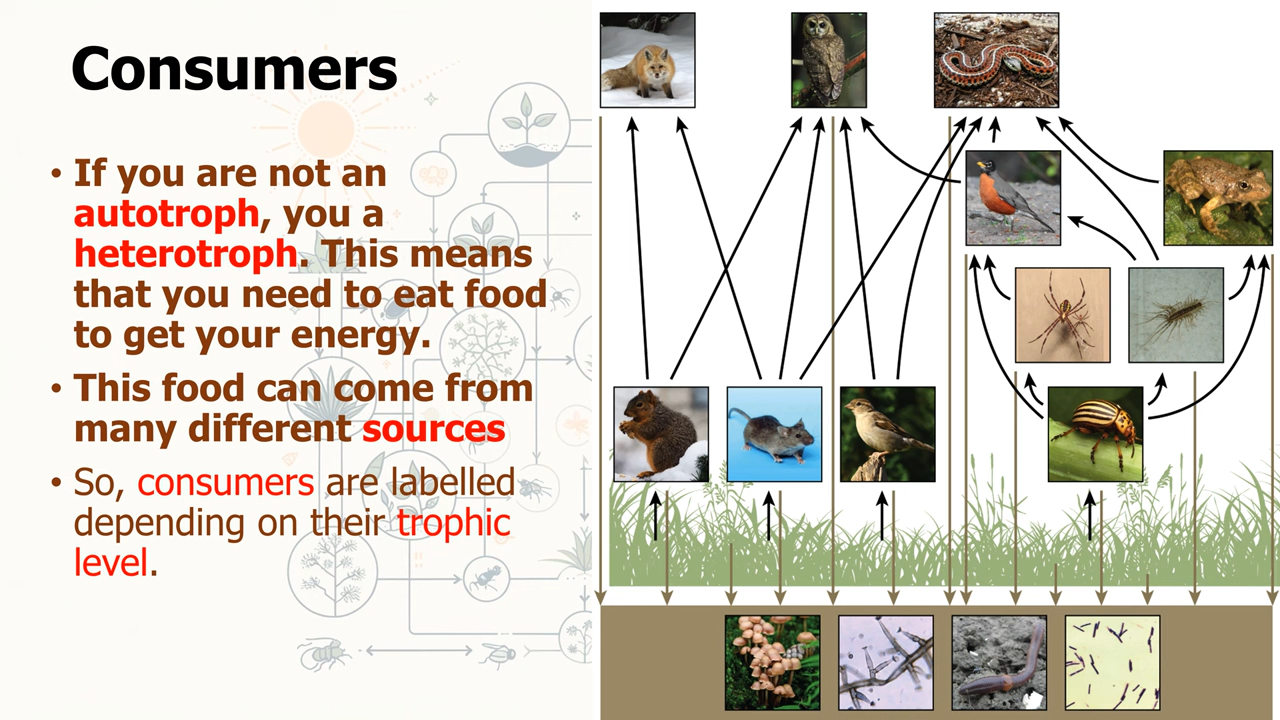 Consumers
• If you are not an
autotroph, you a
heterotroph. This means
that you need to eat food
to get your energy.
• This food can come from
many different sources
• So, consumers are labelled
depending on their trophic
level.